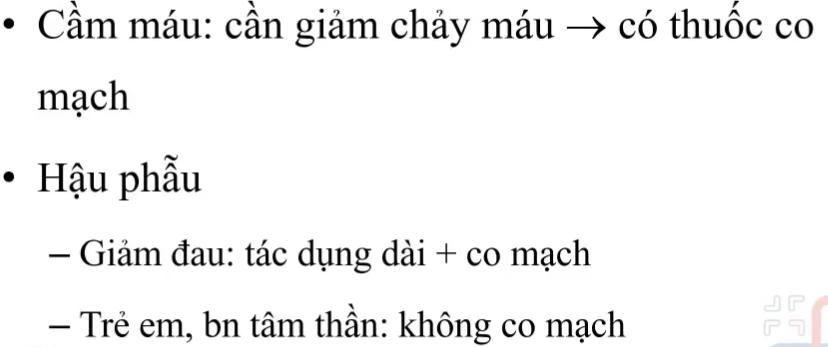 • Cầm máu: cần giảm chảy máu → có thuốc co
mạch
• Hậu phẫu
– Giảm đau: tác dụng dài + co mạch
– Trẻ em, bn tâm thần: không co mạch